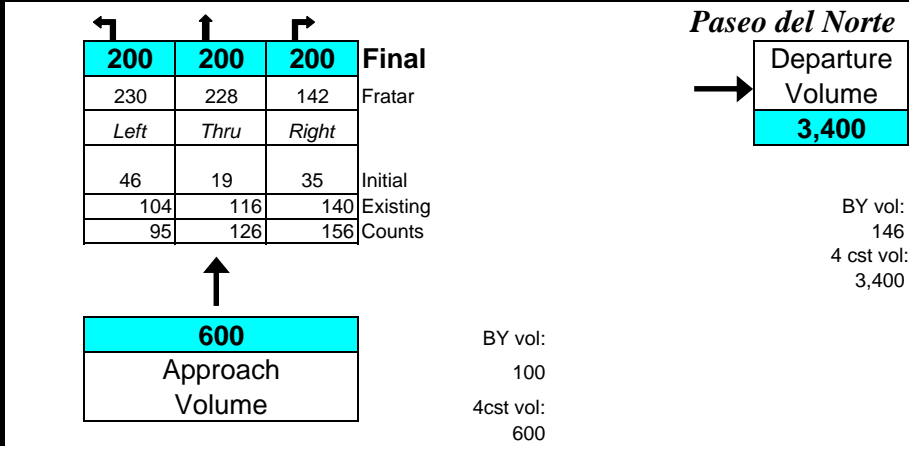 Paseo del Norte
200 200 200 Final
230 228 142 Fratar
Left Thru Right
46 19 35 Initial
104 116 140 Existing
95 126 156 Counts
Departure
Volume
3,400
BY vol:
146
4 cst vol:
3,400
600
Approach
Volume
BY vol:
100
4cst vol:
600